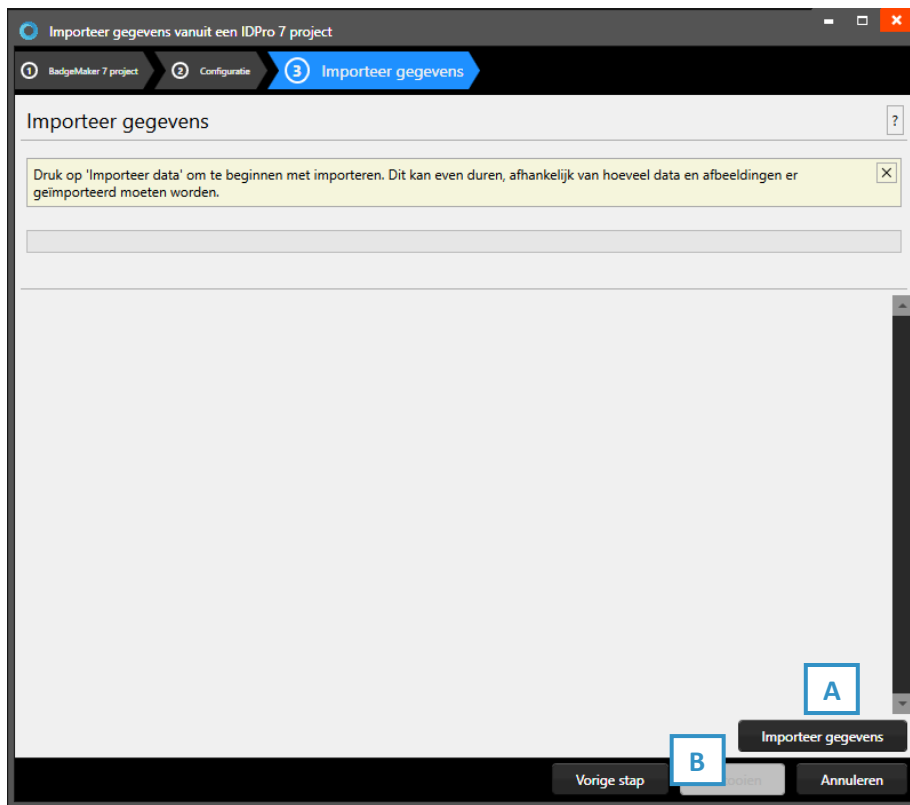 Importeer gegevens vanuit een IDPro 7 project
1 BadgeMaker 7 project 2 Configuratie 3 Importeer gegevens
Importeer gegevens
?
Druk op 'Importeer data' om te beginnen met importeren. Dit kan even duren, afhankelijk van hoeveel data en afbeeldingen er
geïmporteerd moeten worden.
A
Importeer gegevens
B
Vorige stap
Annuleren